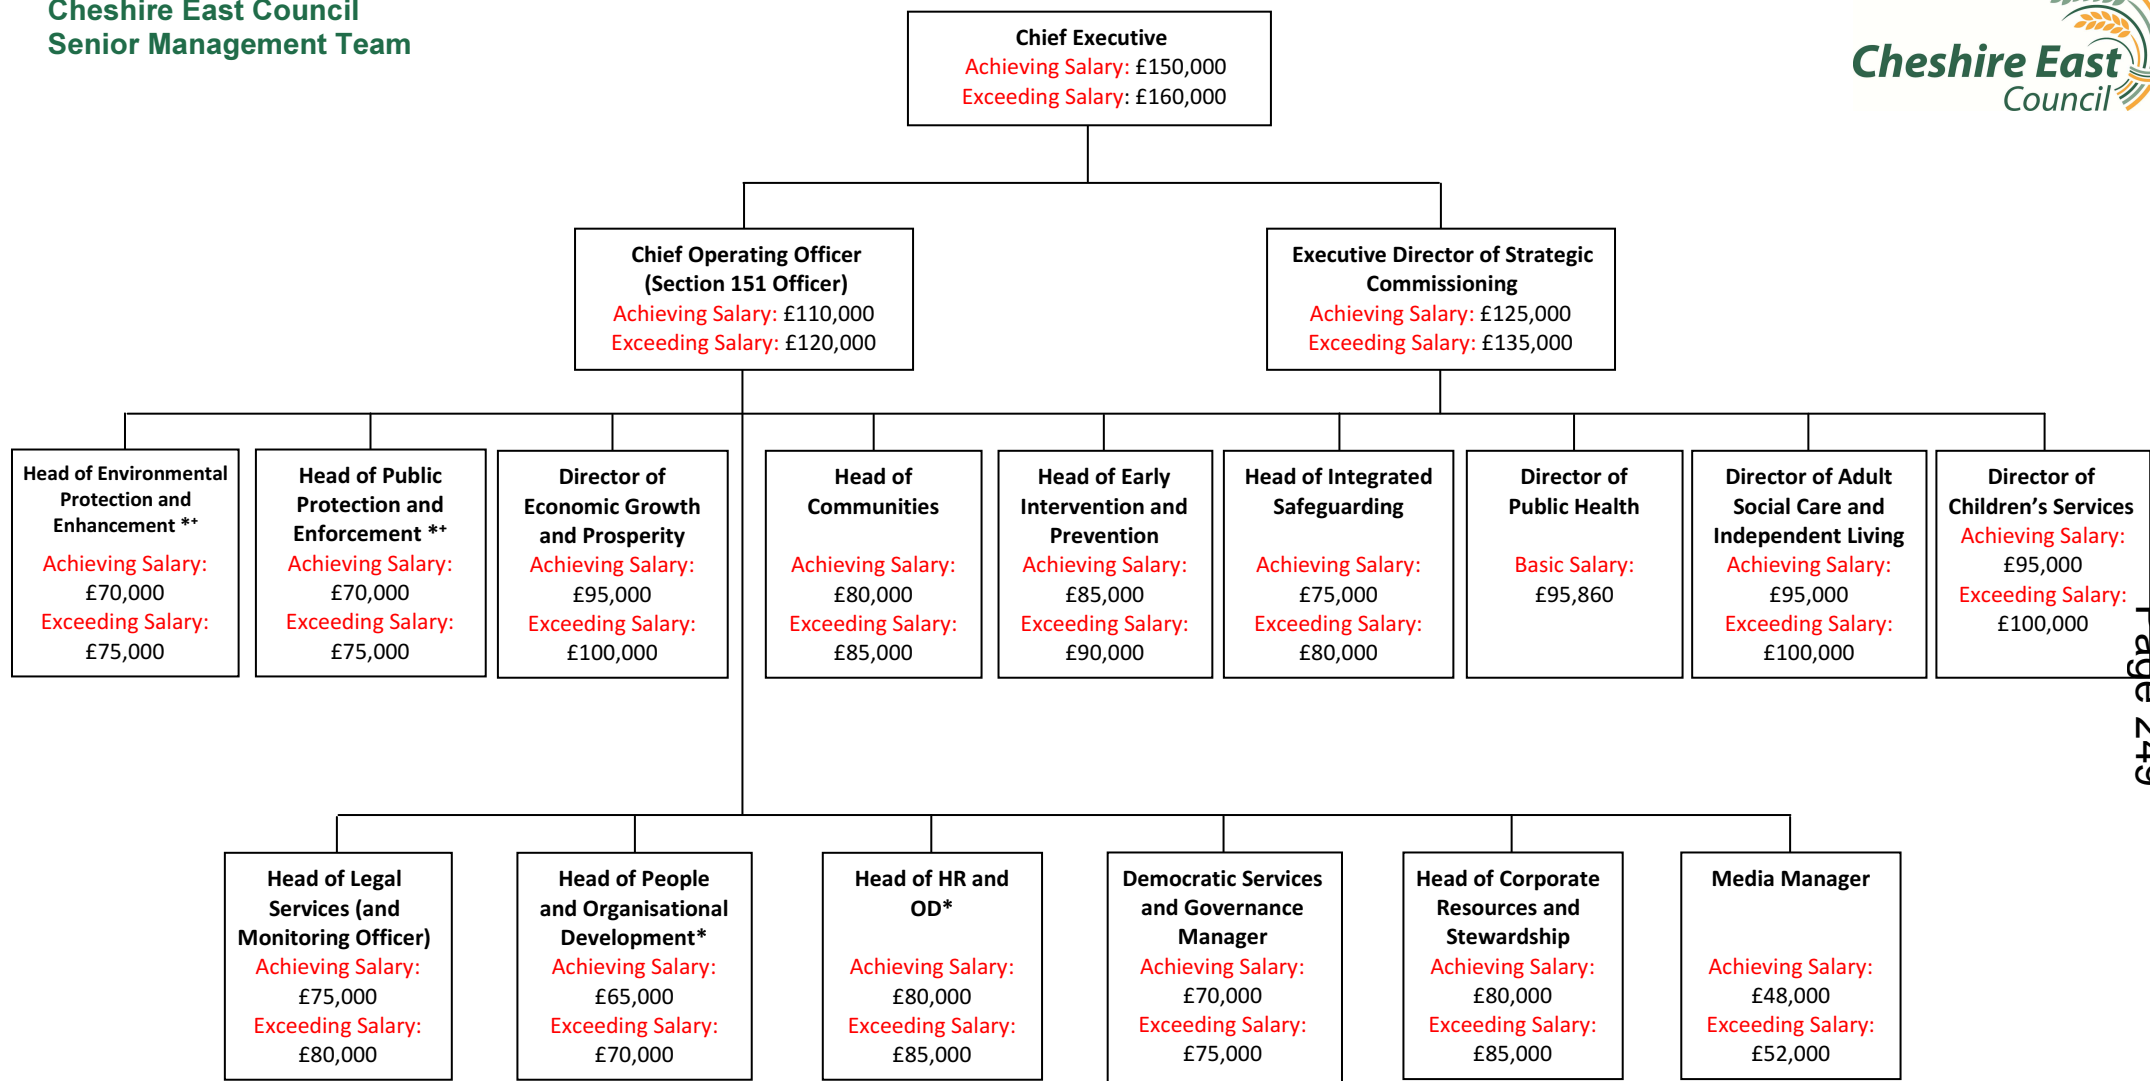 Cheshire East Council
Senior Management Team
Cheshire East
Council
Chief Executive
Achieving Salary: £150,000
Exceeding Salary: £160,000
Chief Operating Officer
(Section 151 Officer)
Achieving Salary: £110,000
Exceeding Salary: £120,000
Executive Director of Strategic
Commissioning
Achieving Salary: £125,000
Exceeding Salary: £135,000
Head of Environmental
Protection and
Enhancement *⁺
Achieving Salary:
£70,000
Exceeding Salary:
£75,000
Head of Public
Protection and
Enforcement *⁺
Achieving Salary:
£70,000
Exceeding Salary:
£75,000
Director of
Economic Growth
and Prosperity
Achieving Salary:
£95,000
Exceeding Salary:
£100,000
Head of
Communities
Achieving Salary:
£80,000
Exceeding Salary:
£85,000
Head of Early
Intervention and
Prevention
Achieving Salary:
£85,000
Exceeding Salary:
£90,000
Head of Integrated
Safeguarding
Achieving Salary:
£75,000
Exceeding Salary:
£80,000
Director of
Public Health
Basic Salary:
£95,860
Director of Adult
Social Care and
Independent Living
Achieving Salary:
£95,000
Exceeding Salary:
£100,000
Director of
Children’s Services
Achieving Salary:
£95,000
Exceeding Salary:
£100,000
Page 249
Head of Legal
Services (and
Monitoring Officer)
Achieving Salary:
£75,000
Exceeding Salary:
£80,000
Head of People
and Organisational
Development*
Achieving Salary:
£65,000
Exceeding Salary:
£70,000
Head of HR and
OD*
Achieving Salary:
£80,000
Exceeding Salary:
£85,000
Democratic Services
and Governance
Manager
Achieving Salary:
£70,000
Exceeding Salary:
£75,000
Head of Corporate
Resources and
Stewardship
Achieving Salary:
£80,000
Exceeding Salary:
£85,000
Media Manager
Achieving Salary:
£48,000
Exceeding Salary:
£52,000